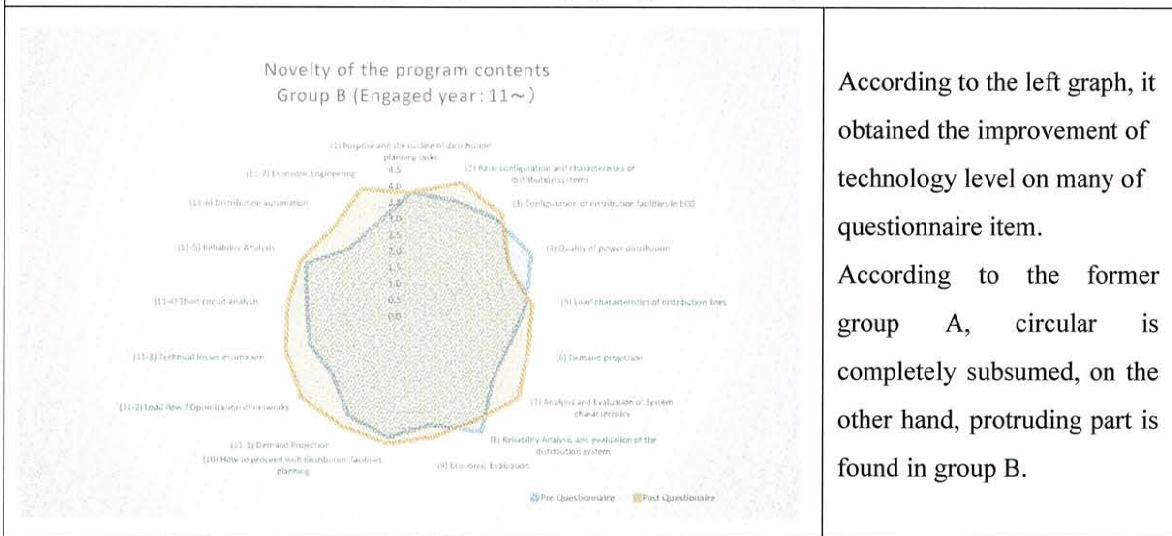 Novelty of the program contents
Group B (Engaged year: 11～)
(1) Purpose and the outline of distribution
planning tasks
(2) Basic configuration and characteristics of
distribution systems
(3) Configuration of distribution facilities in ECG
(4) Quality of power distribution
(5) Load characteristics of distribution lines
(6) Demand projection
(7) Analysis and Evaluation of System
characteristics
(8) Reliability Analysis and evaluation of the
distribution system
(9) Economic Evaluation
(10) How to proceed with distribution facilities
planning
(11-1) Demand Projection
(11-2) Load flow / Optimization of networks
(11-3) Technical losses estimation
(11-4) Short circuit analysis
(11-5) Reliability Analysis
(11-6) Distribution automation
(11-7) Economic Engineering
4.5
4.0
3.5
3.0
2.5
2.0
1.5
1.0
0.5
0.0
Pre Questionnaire
Post Questionaire
According to the left graph, it
obtained the improvement of
technology level on many of
questionnaire item.
According to the former
group A, circular is
completely subsumed, on the
other hand, protruding part is
found in group B.